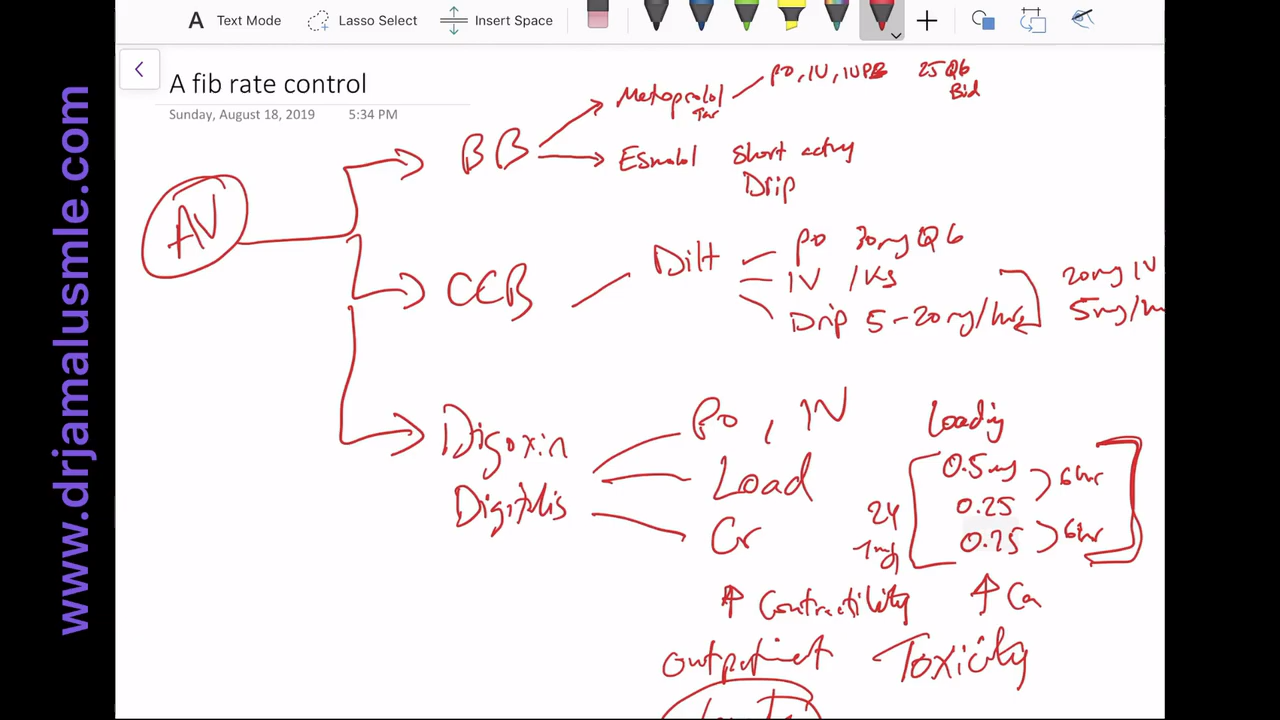 www.drjamalusmle.com
A Text Mode Lasso Select Insert Space
A fib rate control
Sunday, August 18, 2019 5:34 PM
AV
BB
Metoprolol
Tar
PO, IV, IVPB 25 Q6
Bid
Esmolol Short acting
Drip
CCB
Dilt
PO 30mg Q6
IV /KG
Drip 5-20mg/hr
20mg IV
5mg/
Digoxin
Digitalis
PO, IV
Load
Cr
Loading
0.5mg
0.25
0.25
6hr
6hr
24
1mg
↑ Contractility ↑ Ca
Outpatient Toxicity